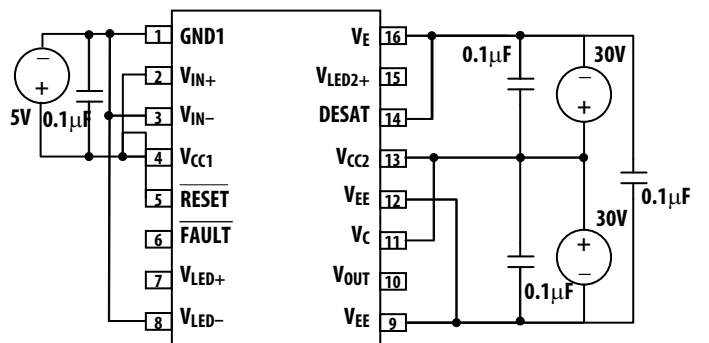 1 GND1
2 VIN+
3 VIN–
4 VCC1
5 RESET
6 FAULT
7 VLED+
8 VLED–
VE 16
VLED2+ 15
DESAT 14
VCC2 13
VEE 12
VC 11
VOUT 10
VEE 9
–
+
5V
0.1µF
0.1µF
30V
–
+
30V
+
–
0.1µF
0.1µF